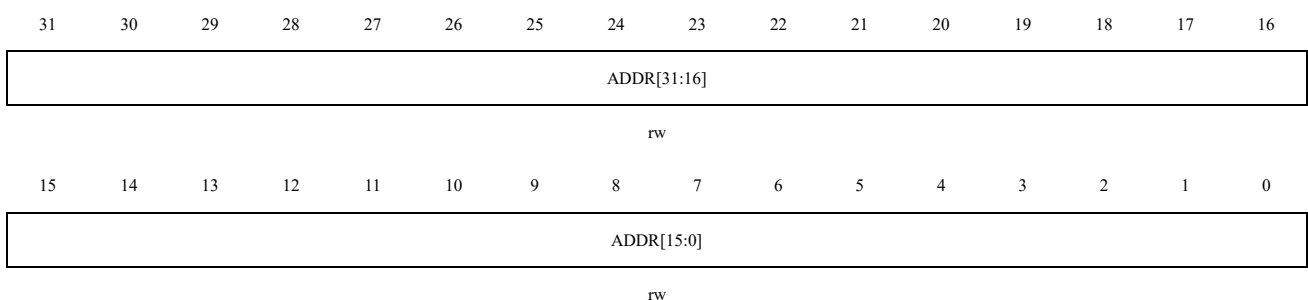 31 30 29 28 27 26 25 24 23 22 21 20 19 18 17 16
ADDR[31:16]
rw
15 14 13 12 11 10 9 8 7 6 5 4 3 2 1 0
ADDR[15:0]
rw